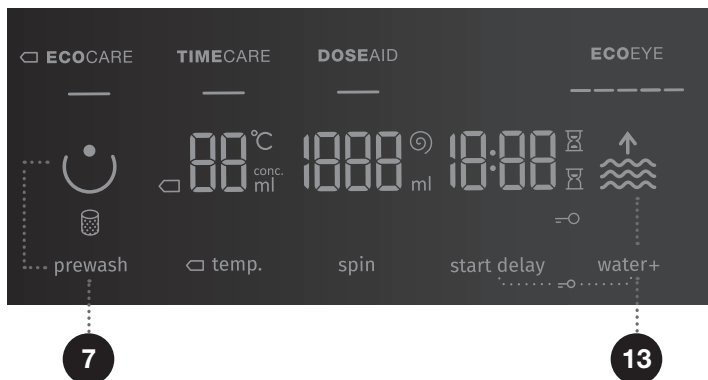 ECOCARE TIMECARE DOSEAID ECOEYE
88 °C conc. ml 1888 ml 18:88
prewash temp. spin start delay water+
7 13